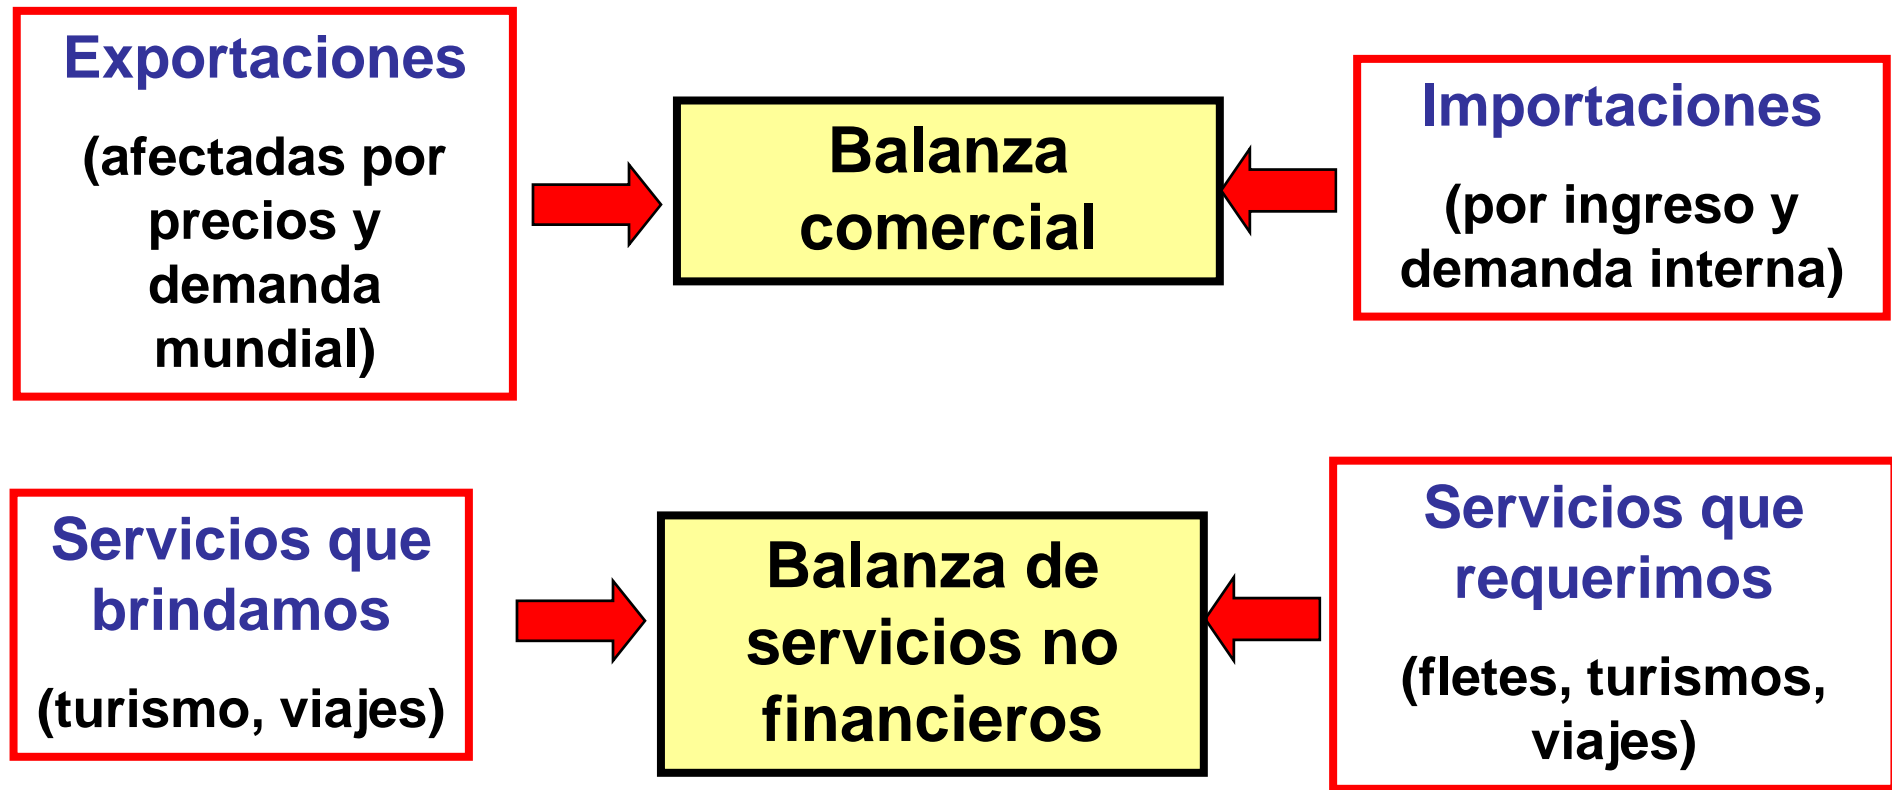 Exportaciones
(afectadas por
precios y
demanda
mundial)
Balanza
comercial
Importaciones
(por ingreso y
demanda interna)
Servicios que
brindamos
(turismo, viajes)
Balanza de
servicios no
financieros
Servicios que
requerimos
(fletes, turismos,
viajes)